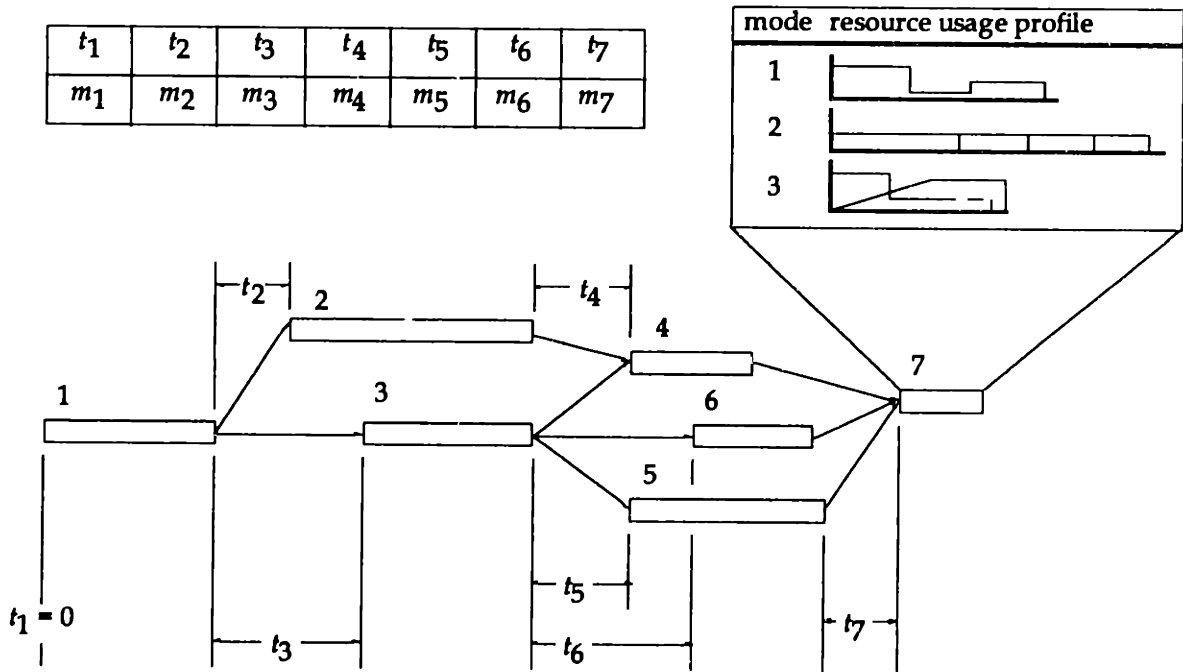 t1 t2 t3 t4 t5 t6 t7
m1 m2 m3 m4 m5 m6 m7
mode resource usage profile
1
2
3
t2
t4
2
4
7
1
3
6
5
t5
t1 = 0
t3
t6
t7